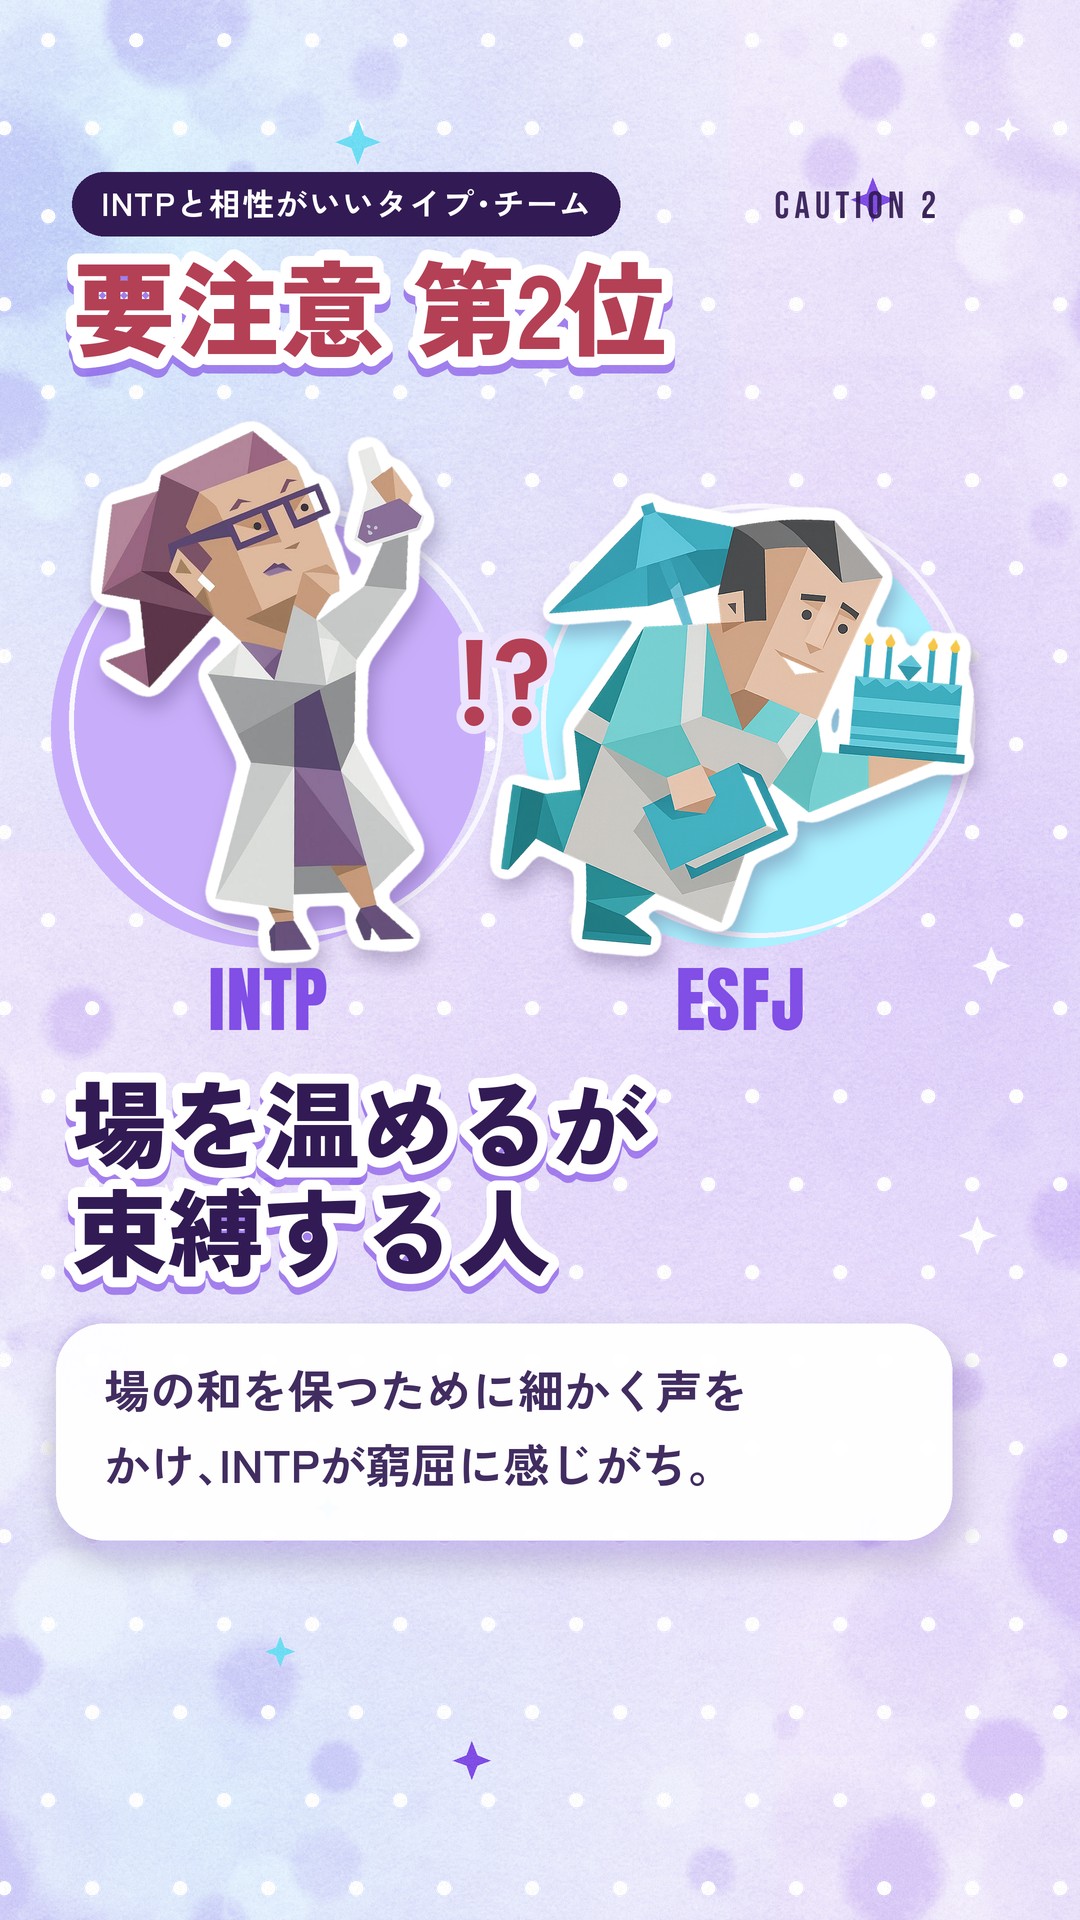 INTPと相性がいいタイプ・チーム
CAUTION 2
要注意 第2位
!?
INTP
ESFJ
場を温めるが
束縛する人
場の和を保つために細かく声を
かけ、INTPが窮屈に感じがち。